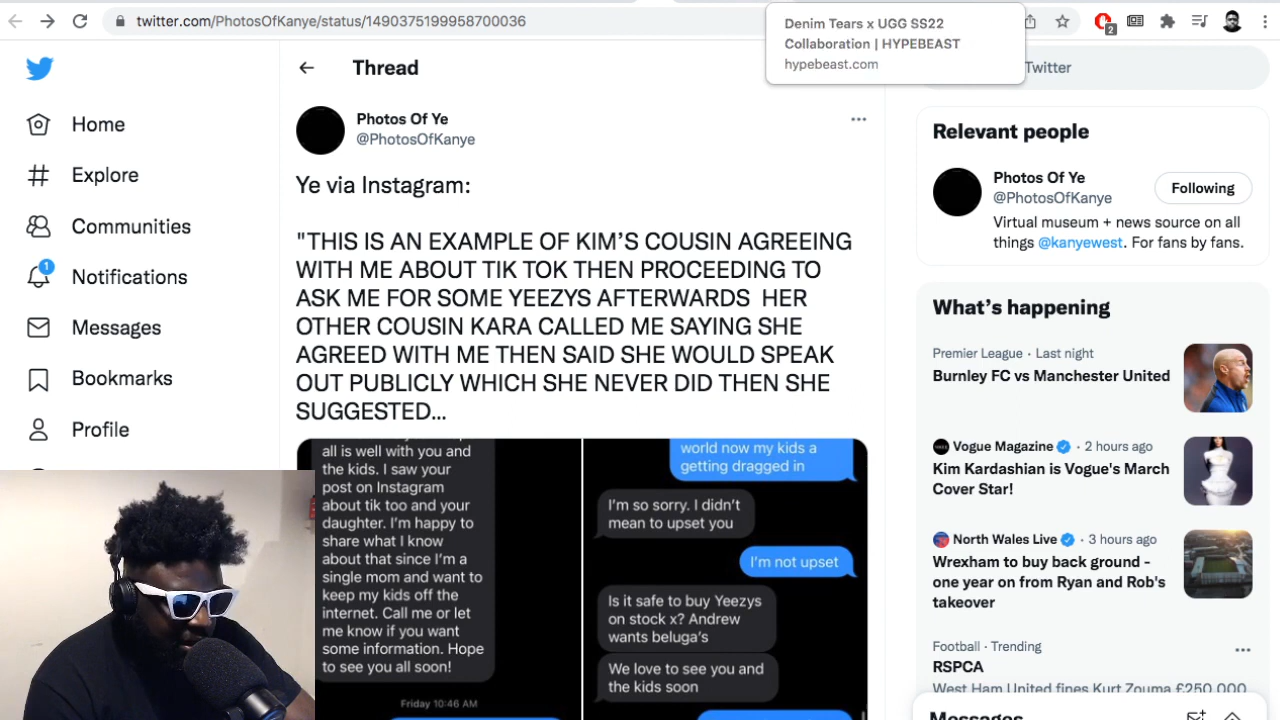 twitter.com/PhotosOfKanye/status/1490375199958700036
2
Denim Tears x UGG SS22
Collaboration | HYPEBEAST
hypebeast.com
Twitter
Home
Explore
Communities
1
Notifications
Messages
Bookmarks
Profile
Thread
Photos Of Ye
@PhotosOfKanye
Ye via Instagram:
"THIS IS AN EXAMPLE OF KIM’S COUSIN AGREEING
WITH ME ABOUT TIK TOK THEN PROCEEDING TO
ASK ME FOR SOME YEEZYS AFTERWARDS HER
OTHER COUSIN KARA CALLED ME SAYING SHE
AGREED WITH ME THEN SAID SHE WOULD SPEAK
OUT PUBLICLY WHICH SHE NEVER DID THEN SHE
SUGGESTED...
all is well with you and
the kids. I saw your
post on Instagram
about tik too and your
daughter. I'm happy to
share what I know
about that since I'm a
single mom and want to
keep my kids off the
internet. Call me or let
me know if you want
some information. Hope
to see you all soon!
Friday 10:46 AM
world now my kids a
getting dragged in
I'm so sorry. I didn't
mean to upset you
I'm not upset
Is it safe to buy Yeezys
on stock x? Andrew
wants beluga's
We love to see you and
the kids soon
Relevant people
Photos Of Ye
@PhotosOfKanye
Following
Virtual museum + news source on all
things @kanyewest. For fans by fans.
What’s happening
Premier League · Last night
Burnley FC vs Manchester United
Vogue Magazine · 2 hours ago
Kim Kardashian is Vogue's March
Cover Star!
North Wales Live · 3 hours ago
Wrexham to buy back ground -
one year on from Ryan and Rob's
takeover
Football · Trending
RSPCA
West Ham United fines Kurt Zouma £250,000
Messages